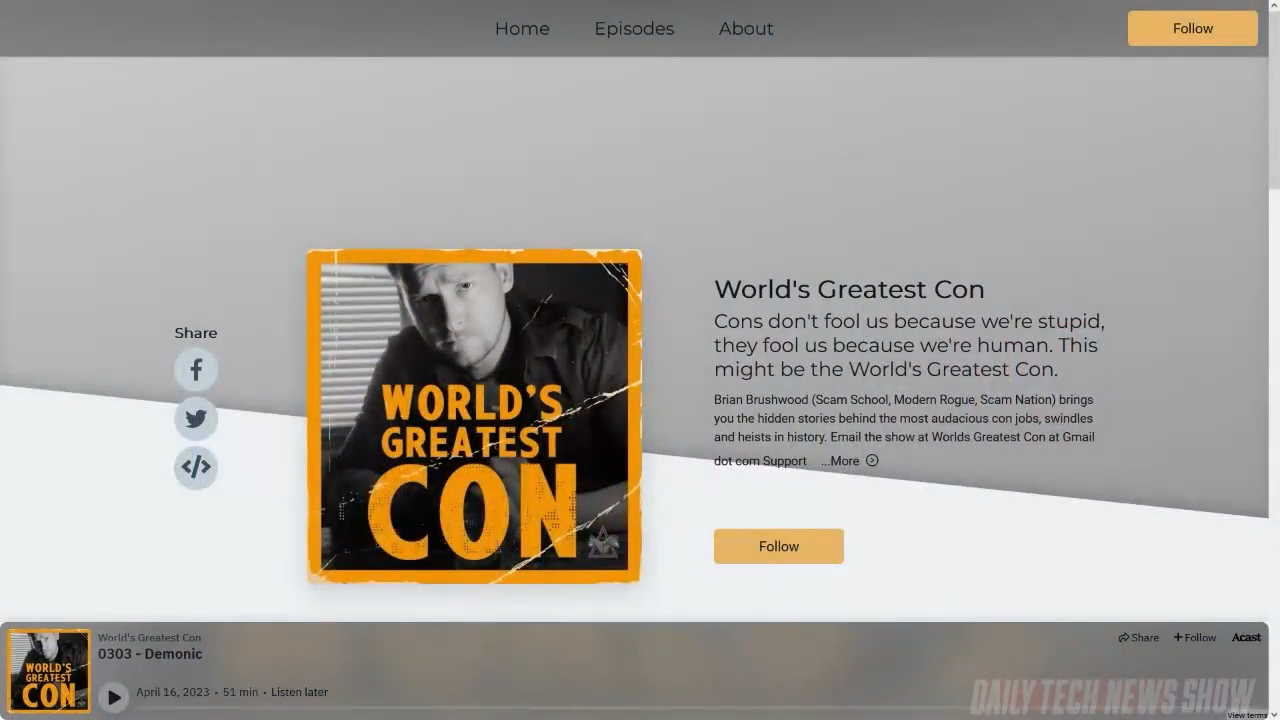 Home Episodes About Follow
Share
WORLD'S
GREATEST
CON
World's Greatest Con
Cons don't fool us because we're stupid,
they fool us because we're human. This
might be the World's Greatest Con.
Brian Brushwood (Scam School, Modern Rogue, Scam Nation) brings
you the hidden stories behind the most audacious con jobs, swindles
and heists in history. Email the show at Worlds Greatest Con at Gmail
dot com Support ...More
Follow
WORLD'S
GREATEST
CON
World's Greatest Con
0303 - Demonic
April 16, 2023 · 51 min · Listen later
Share +Follow Acast
DAILY TECH NEWS SHOW
View terms